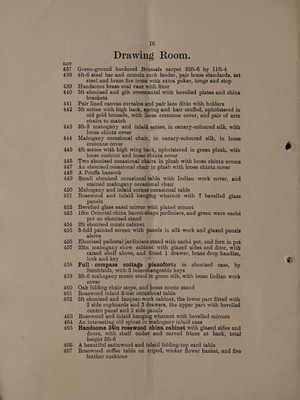 16
Drawing Room.
LOT
437 Green-ground bordered Brussels carpet 22ft-6 by 11ft-4
438 4ft-6 steel bar and ormolu curb fender, pair brass standards, set
steel and brass fire irons with extra poker, tongs and stop
439 Handsome brass coal vase with liner
440 5ft ebonised and gilt overmantel with bevelled plates and china
brackets
441 Pair lined canvas curtains and pair lace ditto with holders
442 5ft settee with high back, spring and hair stuffed, upholstered in
old gold brocade, with loose cretonne cover, and pair of arm
chairs to match
443 5ft-3 mahogany and inlaid settee, in canary-coloured silk, with
loose chintz cover
444 Mahogany occasional chair, in canary-coloured silk, in loose
cretonne cover
445 4ft settee with high wing back, upholstered in green plush, with
loose cushion and loose chintz cover
446 Two ebonised occasional chairs in plush with loose chintz covers
447 An ebonised occasional chair in plush with loose chintz cover
448 A Pouffa hassock
449 Small ebonised occasional table with Indian work cover, and
stained mahogany occasional chair
450 Mahogany and inlaid corner occasional table
451 Rosewood and inlaid hanging whatnot with 7 bevelled glass
panels
452 Bevelled glass easel mirror with plated mount
453 18in Oriental china barrel-shape jardiniere, and green ware caché
pot on ebonised stand
454 2ft ebonised music cabinet
455 3-fold painted screen with panels in silk work and glazed panels
above
456 Ebonised pedestal jardiniere stand with caché pot, and fern in pot
457 22in mahogany show cabinet with glazed sides and door, with
raised shelf above, and fitted 1 drawer, brass drop handles,
lock and key
458 Full compass cottage pianoforte in ebonised case, by
with 2 interchangeable keys
459 3ft-6 mahogany music stool in green silk, with loose Indian work
cover
460 Oak folding chair steps, and brass music stand
461 Rosewood inlaid 2-tier occasional table
462 3ft ebonised and lacquer-work cabinet, the lower part fitted with
2 side cupboards and 3 drawers, the upper part with bevelled
centre panel and 2 side panels
463 Rosewood and inlaid hanging whatnot with bevelled mirrors
464 An interesting old spinet in mahogany inlaid case
465 Handsome 34in rosewood china cabinet with glazed sides and
doors, with shelf under and carved frieze at back, total
height 5ft-6
466 A beautiful satinwood and inlaid folding-top card table
467 Rosewood coffee table on tripod, wicker flower basket, and five
leather cushions